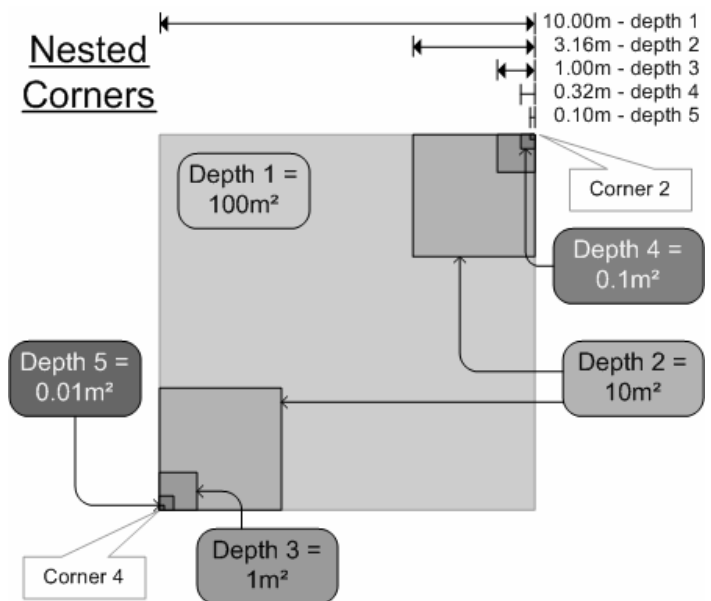 Nested
Corners
10.00m - depth 1
3.16m - depth 2
1.00m - depth 3
0.32m - depth 4
0.10m - depth 5
Depth 1 =
100m²
Corner 2
Depth 4 =
0.1m²
Depth 5 =
0.01m²
Depth 2 =
10m²
Depth 3 =
1m²
Corner 4